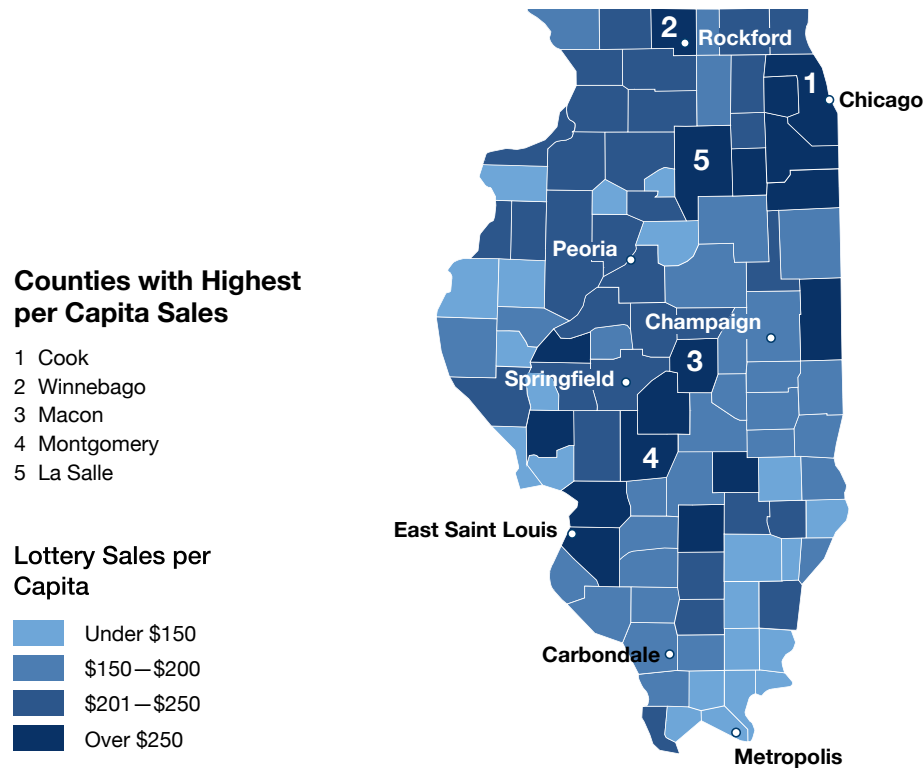 2
Rockford
1
Chicago
5
Peoria
Counties with Highest
per Capita Sales
1 Cook
2 Winnebago
3 Macon
4 Montgomery
5 La Salle
Champaign
3
Springfield
4
East Saint Louis
Lottery Sales per
Capita
Under $150
$150—$200
$201—$250
Over $250
Carbondale
Metropolis